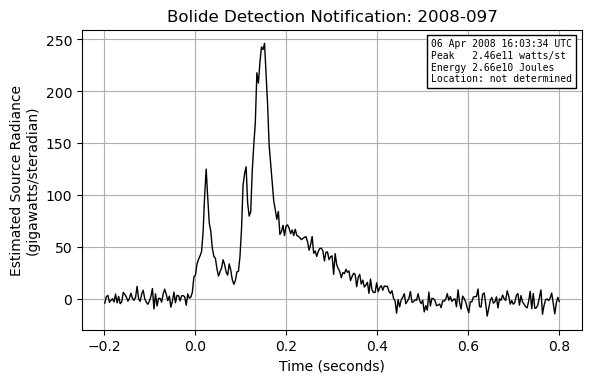 Bolide Detection Notification: 2008-097
06 Apr 2008 16:03:34 UTC
Peak   2.46e11 watts/st
Energy 2.66e10 Joules
Location: not determined
Estimated Source Radiance
(gigawatts/steradian)
250
200
150
100
50
0
−0.2
0.0
0.2
0.4
0.6
0.8
Time (seconds)